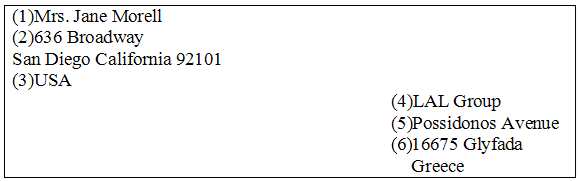 (1)Mrs. Jane Morell
(2)636 Broadway
San Diego California 92101
(3)USA
(4)LAL Group
(5)Possidonos Avenue
(6)16675 Glyfada
Greece